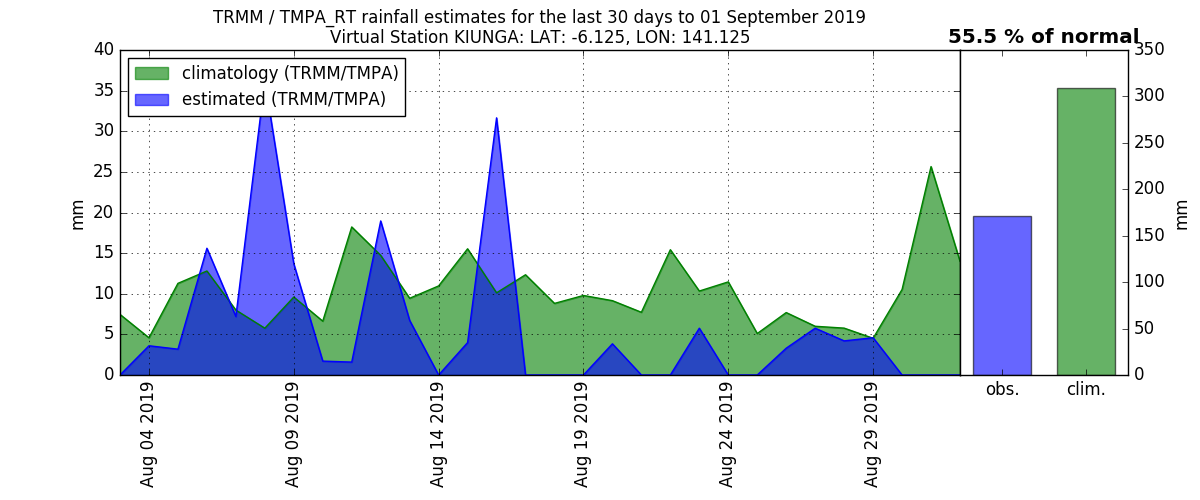 TRMM / TMPA_RT rainfall estimates for the last 30 days to 01 September 2019
Virtual Station KIUNGA: LAT: -6.125, LON: 141.125
55.5 % of normal
climatology (TRMM/TMPA)
estimated (TRMM/TMPA)
40
35
30
25
20
15
10
5
0
mm
Aug 04 2019
Aug 09 2019
Aug 14 2019
Aug 19 2019
Aug 24 2019
Aug 29 2019
obs.
clim.
350
300
250
200
150
100
50
0
mm